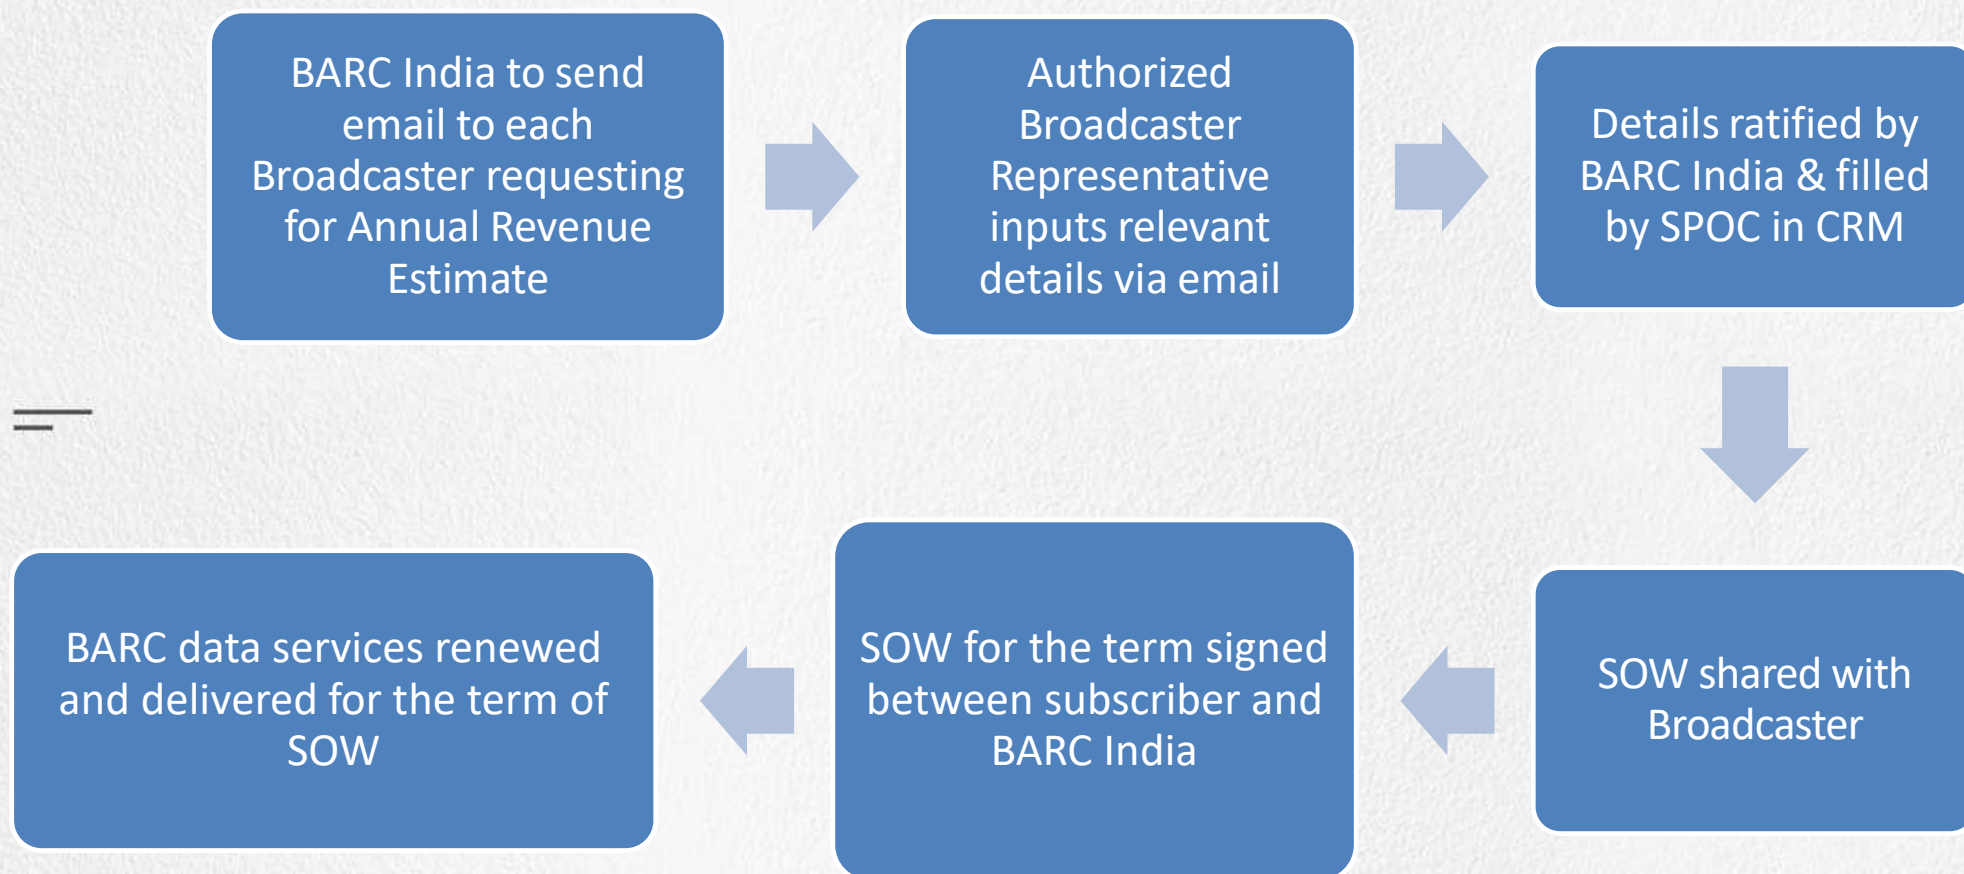 BARC India to send
email to each
Broadcaster requesting
for Annual Revenue
Estimate
Authorized
Broadcaster
Representative
inputs relevant
details via email
Details ratified by
BARC India & filled
by SPOC in CRM
SOW shared with
Broadcaster
SOW for the term signed
between subscriber and
BARC India
BARC data services renewed
and delivered for the term of
SOW